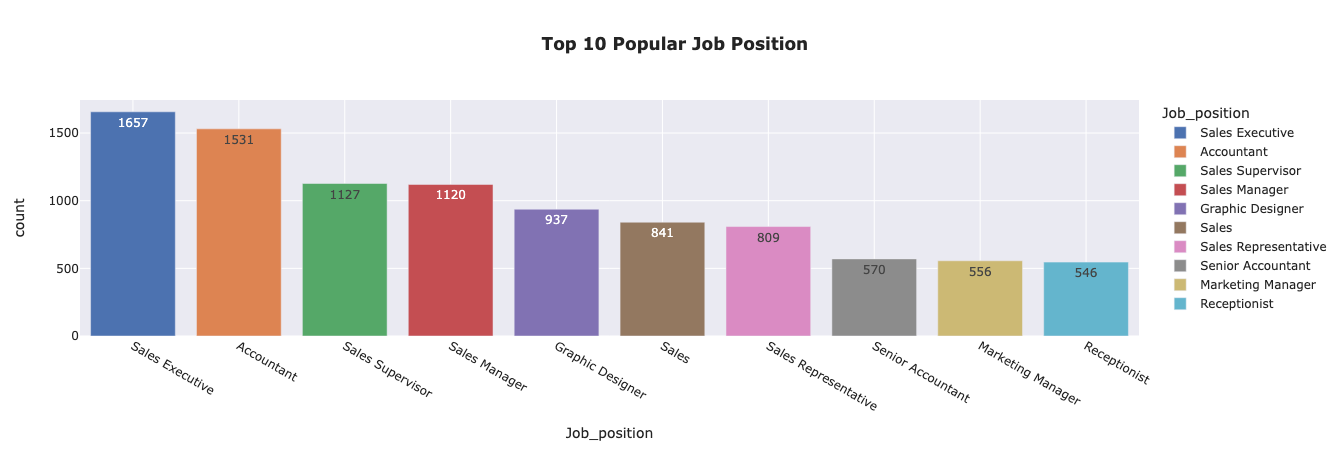 Top 10 Popular Job Position
count
1500
1000
500
0
1657
1531
1127
1120
937
841
809
570
556
546
Sales Executive
Accountant
Sales Supervisor
Sales Manager
Graphic Designer
Sales
Sales Representative
Senior Accountant
Marketing Manager
Receptionist
Job_position
Job_position
Sales Executive
Accountant
Sales Supervisor
Sales Manager
Graphic Designer
Sales
Sales Representative
Senior Accountant
Marketing Manager
Receptionist